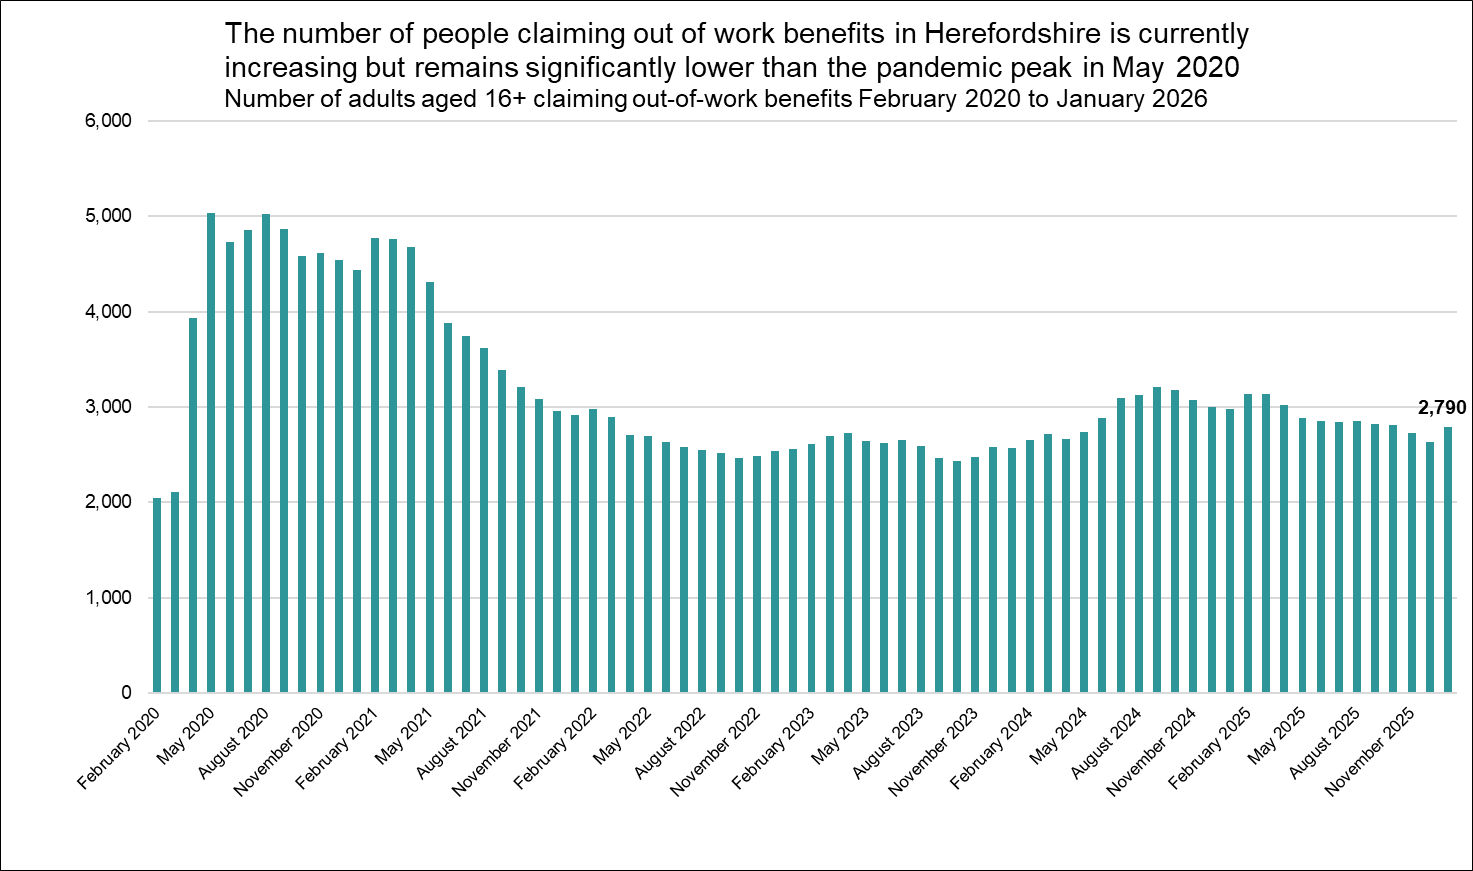 The number of people claiming out of work benefits in Herefordshire is currently
increasing but remains significantly lower than the pandemic peak in May 2020
Number of adults aged 16+ claiming out-of-work benefits February 2020 to January 2026
6,000
5,000
4,000
3,000
2,000
1,000
0
2,790
February 2020
May 2020
August 2020
November 2020
February 2021
May 2021
August 2021
November 2021
February 2022
May 2022
August 2022
November 2022
February 2023
May 2023
August 2023
November 2023
February 2024
May 2024
August 2024
November 2024
February 2025
May 2025
August 2025
November 2025